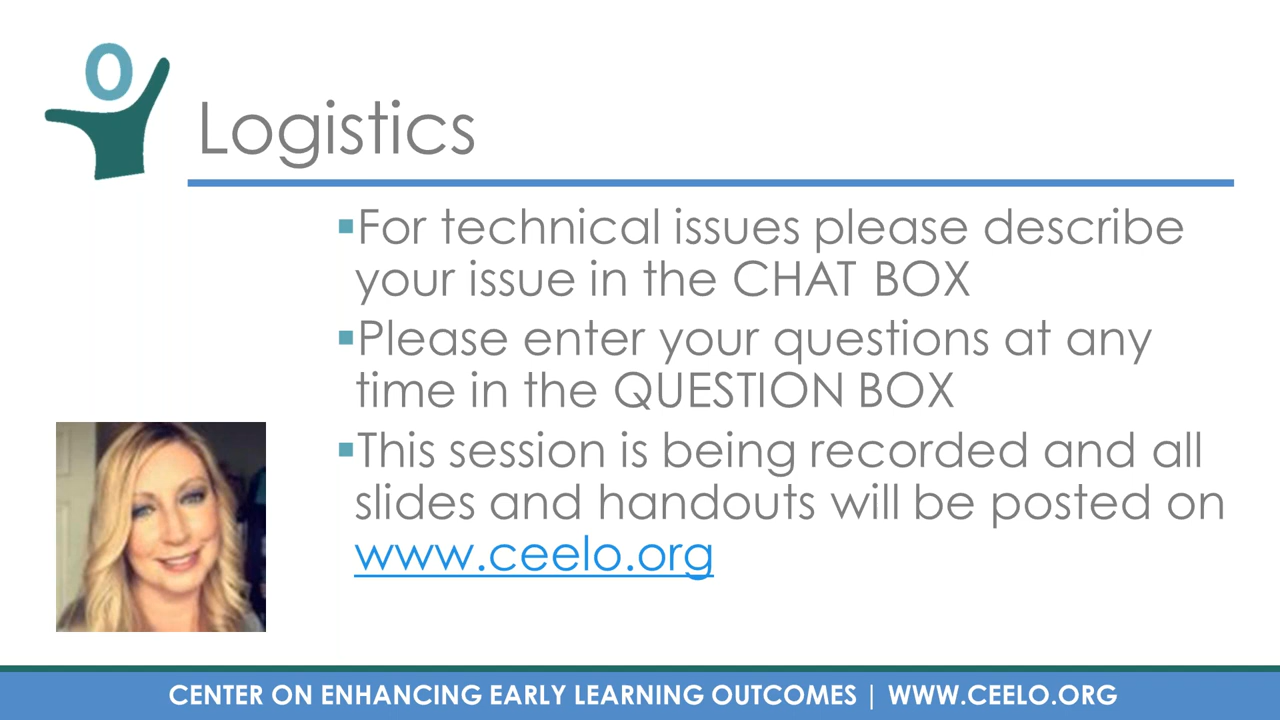 Logistics
▪For technical issues please describe
your issue in the CHAT BOX
▪Please enter your questions at any
time in the QUESTION BOX
▪This session is being recorded and all
slides and handouts will be posted on
www.ceelo.org
CENTER ON ENHANCING EARLY LEARNING OUTCOMES | WWW.CEELO.ORG